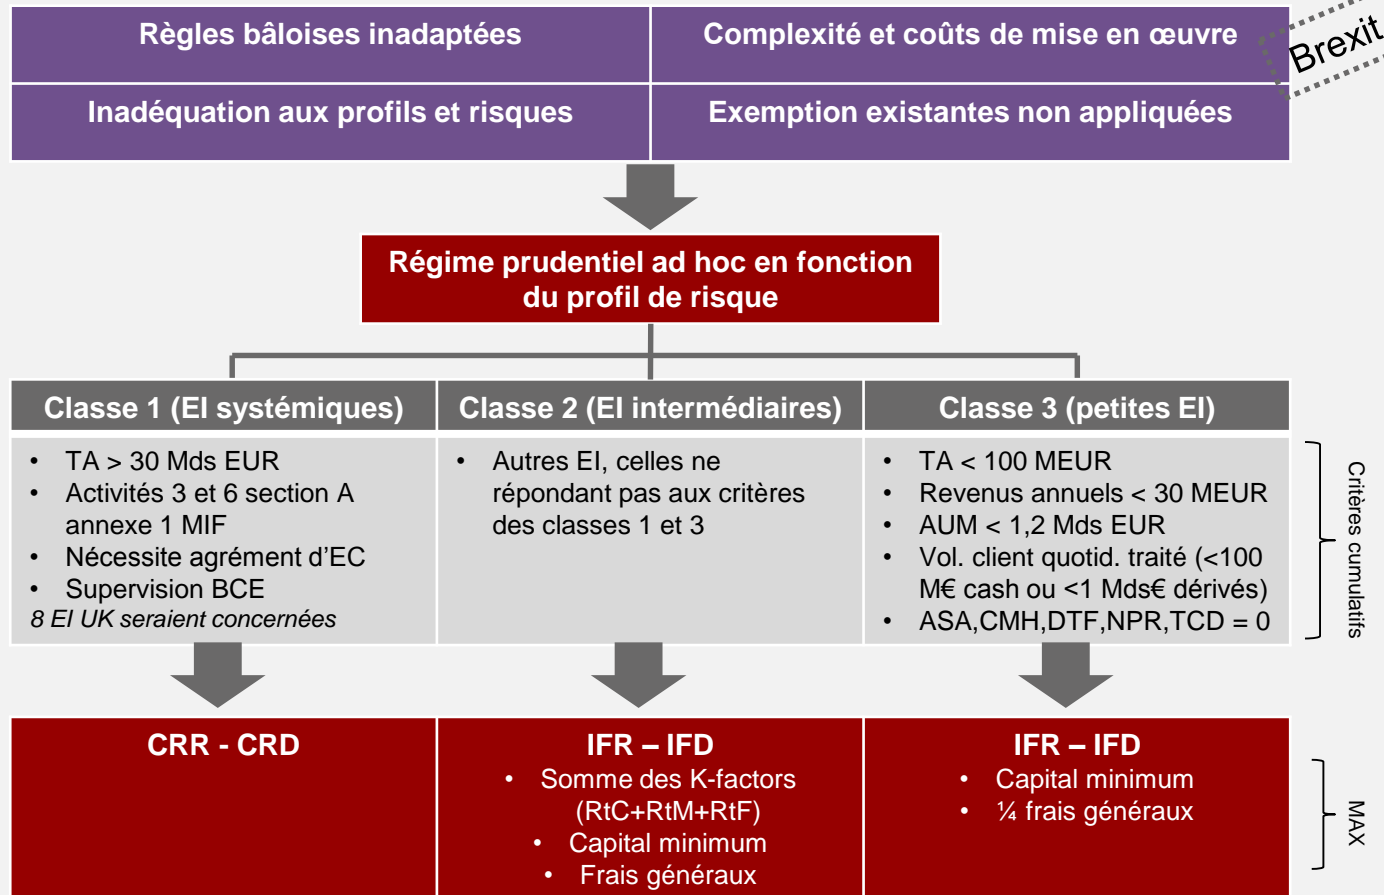 Règles bâloises inadaptées
Complexité et coûts de mise en œuvre
Brexit
Inadéquation aux profils et risques
Exemption existantes non appliquées
Régime prudentiel ad hoc en fonction
du profil de risque
Classe 1 (EI systémiques)
• TA > 30 Mds EUR
• Activités 3 et 6 section A
annexe 1 MIF
• Nécessite agrément d’EC
• Supervision BCE
8 EI UK seraient concernées
Classe 2 (EI intermédiaires)
• Autres EI, celles ne
répondant pas aux critères
des classes 1 et 3
Classe 3 (petites EI)
• TA < 100 MEUR
• Revenus annuels < 30 MEUR
• AUM < 1,2 Mds EUR
• Vol. client quotid. traité (<100
M€ cash ou <1 Mds€ dérivés)
• ASA,CMH,DTF,NPR,TCD = 0
Critères cumulatifs
CRR - CRD
IFR – IFD
• Somme des K-factors
(RtC+RtM+RtF)
• Capital minimum
• Frais généraux
IFR – IFD
• Capital minimum
• ¼ frais généraux
MAX